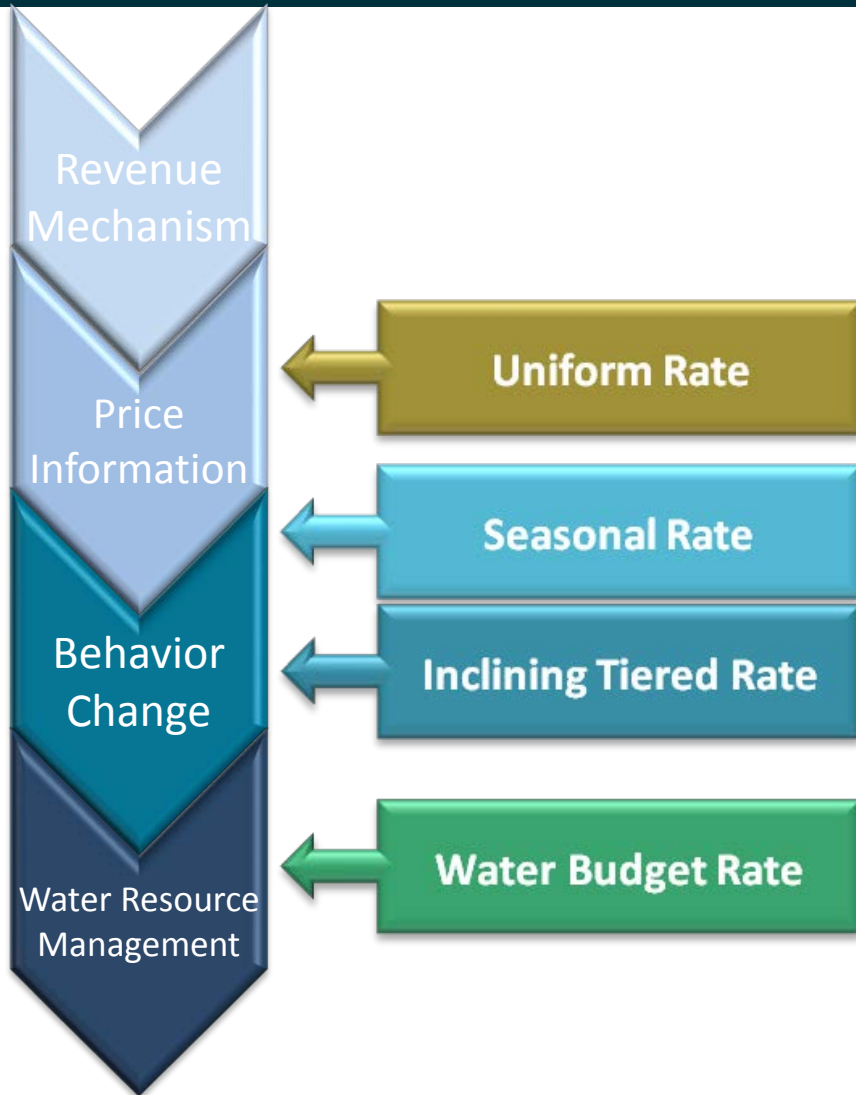 Revenue
Mechanism
Price
Information
Uniform Rate
Seasonal Rate
Behavior
Change
Inclining Tiered Rate
Water Resource
Management
Water Budget Rate